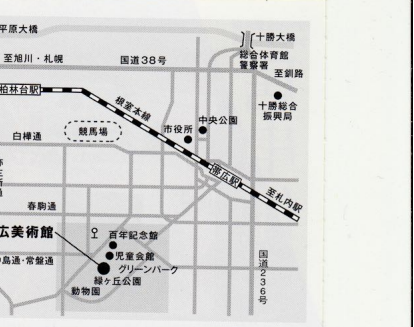 平原大橋
十勝大橋
総合体育館
警察署
至旭川・札幌
国道38号
至釧路
柏林台駅
根室本線
十勝総合
振興局
中央公園
市役所
白樺通
競馬場
帯広駅
至札内駅
春駒通
広美術館
百年記念館
児童会館
島通・常盤通
グリーンパーク
緑ヶ丘公園
動物園
国道236号